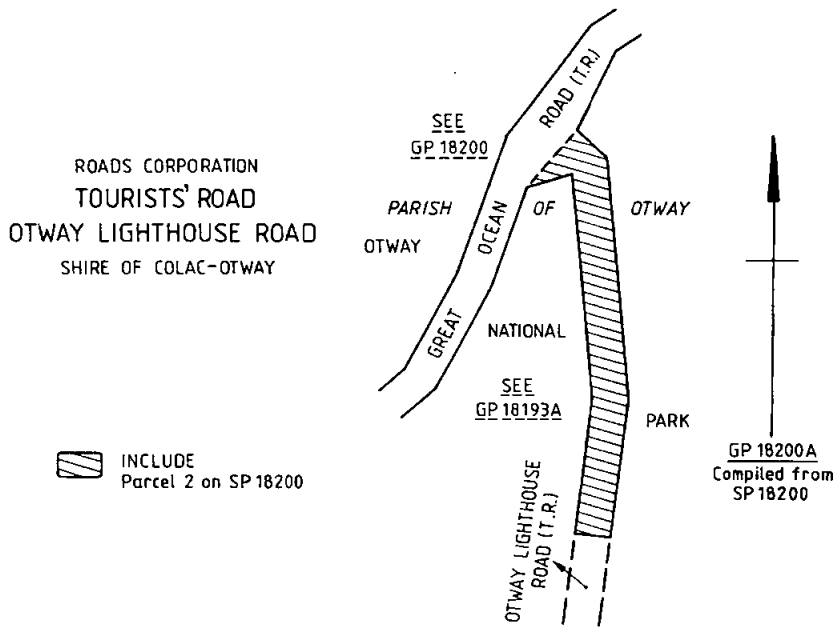 ROADS CORPORATION
TOURISTS' ROAD
OTWAY LIGHTHOUSE ROAD
SHIRE OF COLAC-OTWAY
INCLUDE
Parcel 2 on SP 18200
SEE
GP 18200
ROAD (T.R.)
PARISH OF OTWAY
OTWAY
OCEAN
GREAT
NATIONAL
SEE
GP 18193A
PARK
OTWAY LIGHTHOUSE
ROAD (T.R.)
GP 18200A
Compiled from
SP 18200